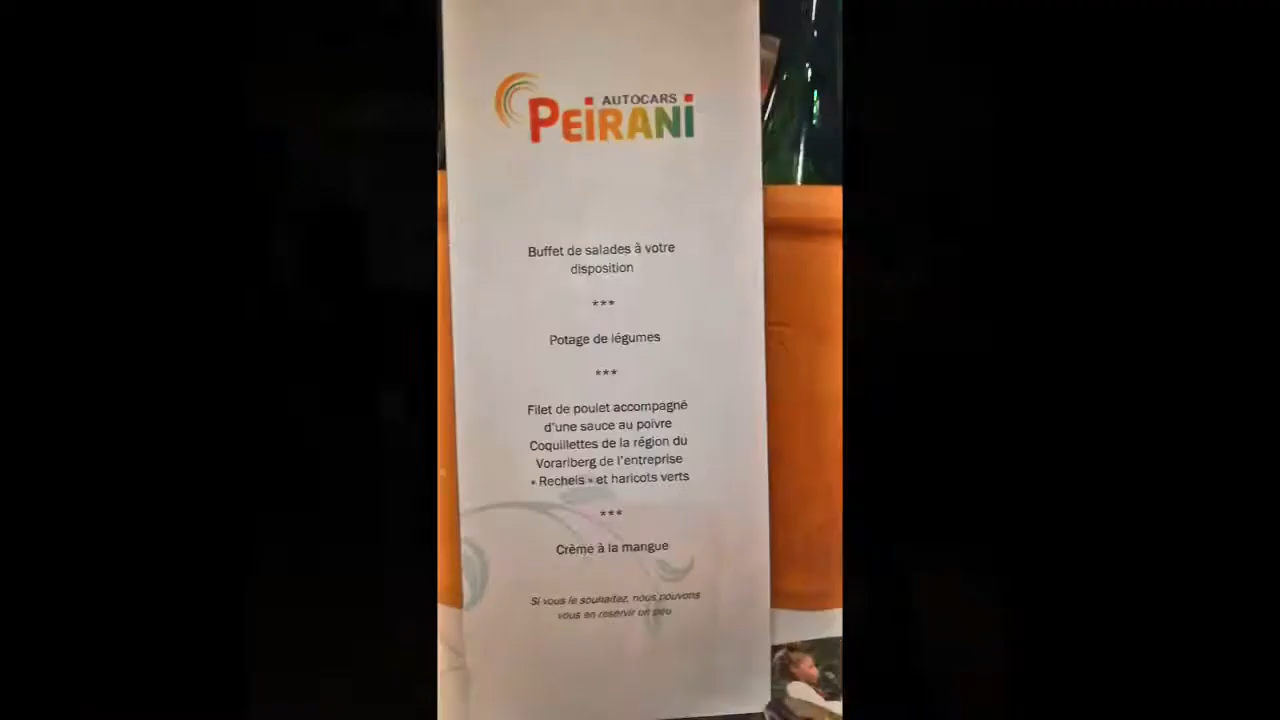 AUTOCARS
PEIRANI
Buffet de salades à votre
disposition
***
Potage de légumes
***
Filet de poulet accompagné
d'une sauce au poivre
Coquillettes de la région du
Vorarlberg de l'entreprise
« Recheis » et haricots verts
***
Crème à la mangue
Si vous le souhaitez, nous pouvons
vous en reservir un peu